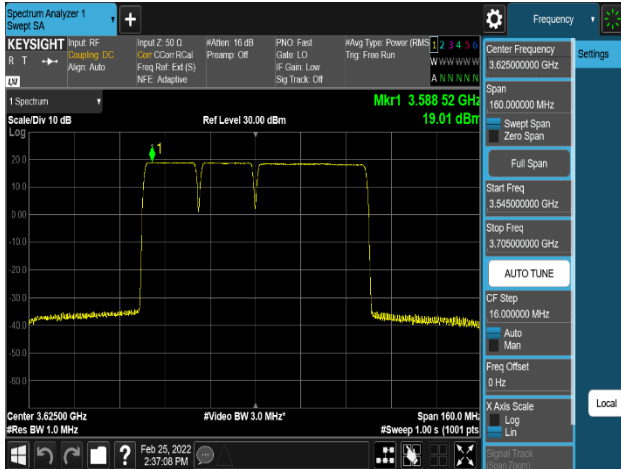 Spectrum Analyzer 1
Swept SA
Frequency
KEYSIGHT
R T
LXI
Input: RF
Coupling: DC
Align: Auto
Input Z: 50 Ω
Corr CCorr RCal
Freq Ref: Ext (S)
NFE: Adaptive
#Atten: 16 dB
Preamp: Off
PNO: Fast
Gate: LO
IF Gain: Low
Sig Track: Off
#Avg Type: Power (RMS
Trig: Free Run
1 2 3 4 5 6
W W W W W W
A N N N N N
1 Spectrum
Scale/Div 10 dB
Log
Ref Level 30.00 dBm
Mkr1 3.588 52 GHz
19.01 dBm
1
20.0
10.0
0.00
-10.0
-20.0
-30.0
-40.0
-50.0
-60.0
Center 3.62500 GHz
#Res BW 1.0 MHz
#Video BW 3.0 MHz*
Span 160.0 MHz
#Sweep 1.00 s (1001 pts
Feb 25, 2022
2:37:08 PM
Center Frequency
3.625000000 GHz
Settings
Span
160.000000 MHz
Swept Span
Zero Span
Full Span
Start Freq
3.545000000 GHz
Stop Freq
3.705000000 GHz
AUTO TUNE
CF Step
16.000000 MHz
Auto
Man
Freq Offset
0 Hz
X Axis Scale
Log
Lin
Local
Signal Track
(Span Zoom)